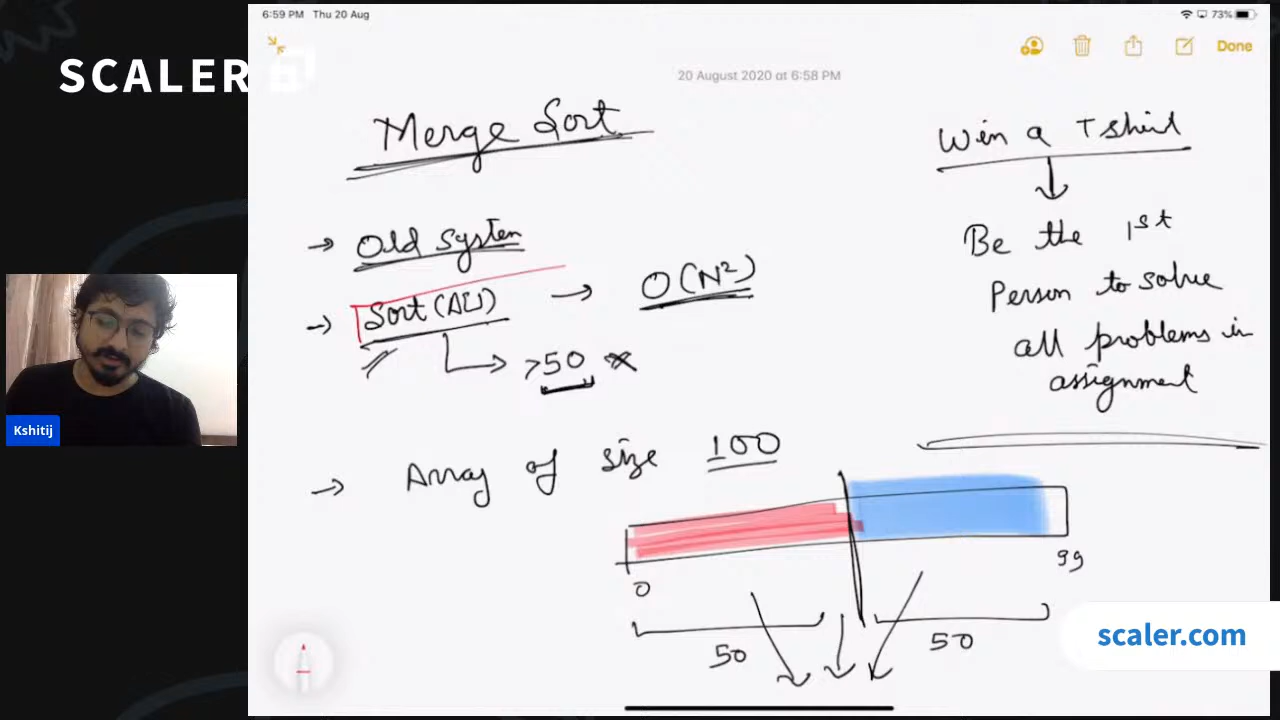 6:59 PM Thu 20 Aug
73%
SCALER
Done
20 August 2020 at 6:58 PM
Merge Sort
Win a T shirt
→ Old System
Be the 1st
→ Sort(A[]) → O(N²)
Person to solve
>50 ×
all problems in
assignment
Kshitij
→ Array of size 100
0
99
50
50
scaler.com